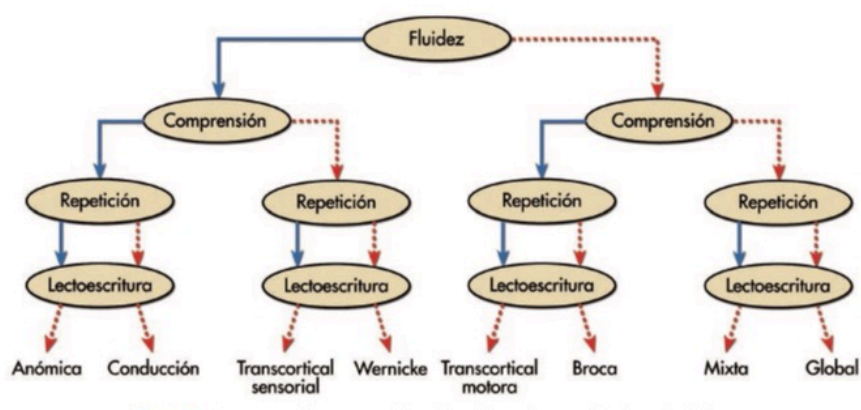 Fluidez
Comprensión Comprensión
Repetición Repetición Repetición Repetición
Lectoescritura Lectoescritura Lectoescritura Lectoescritura
Anómica Conducción Transcortical sensorial Wernicke Transcortical motora Broca Mixta Global